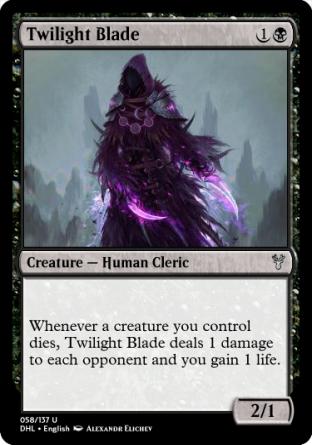 Twilight Blade 1
Creature — Human Cleric
Whenever a creature you control
dies, Twilight Blade deals 1 damage
to each opponent and you gain 1 life.
058/137 U
DHL • English Alexandr Elichev
2/1